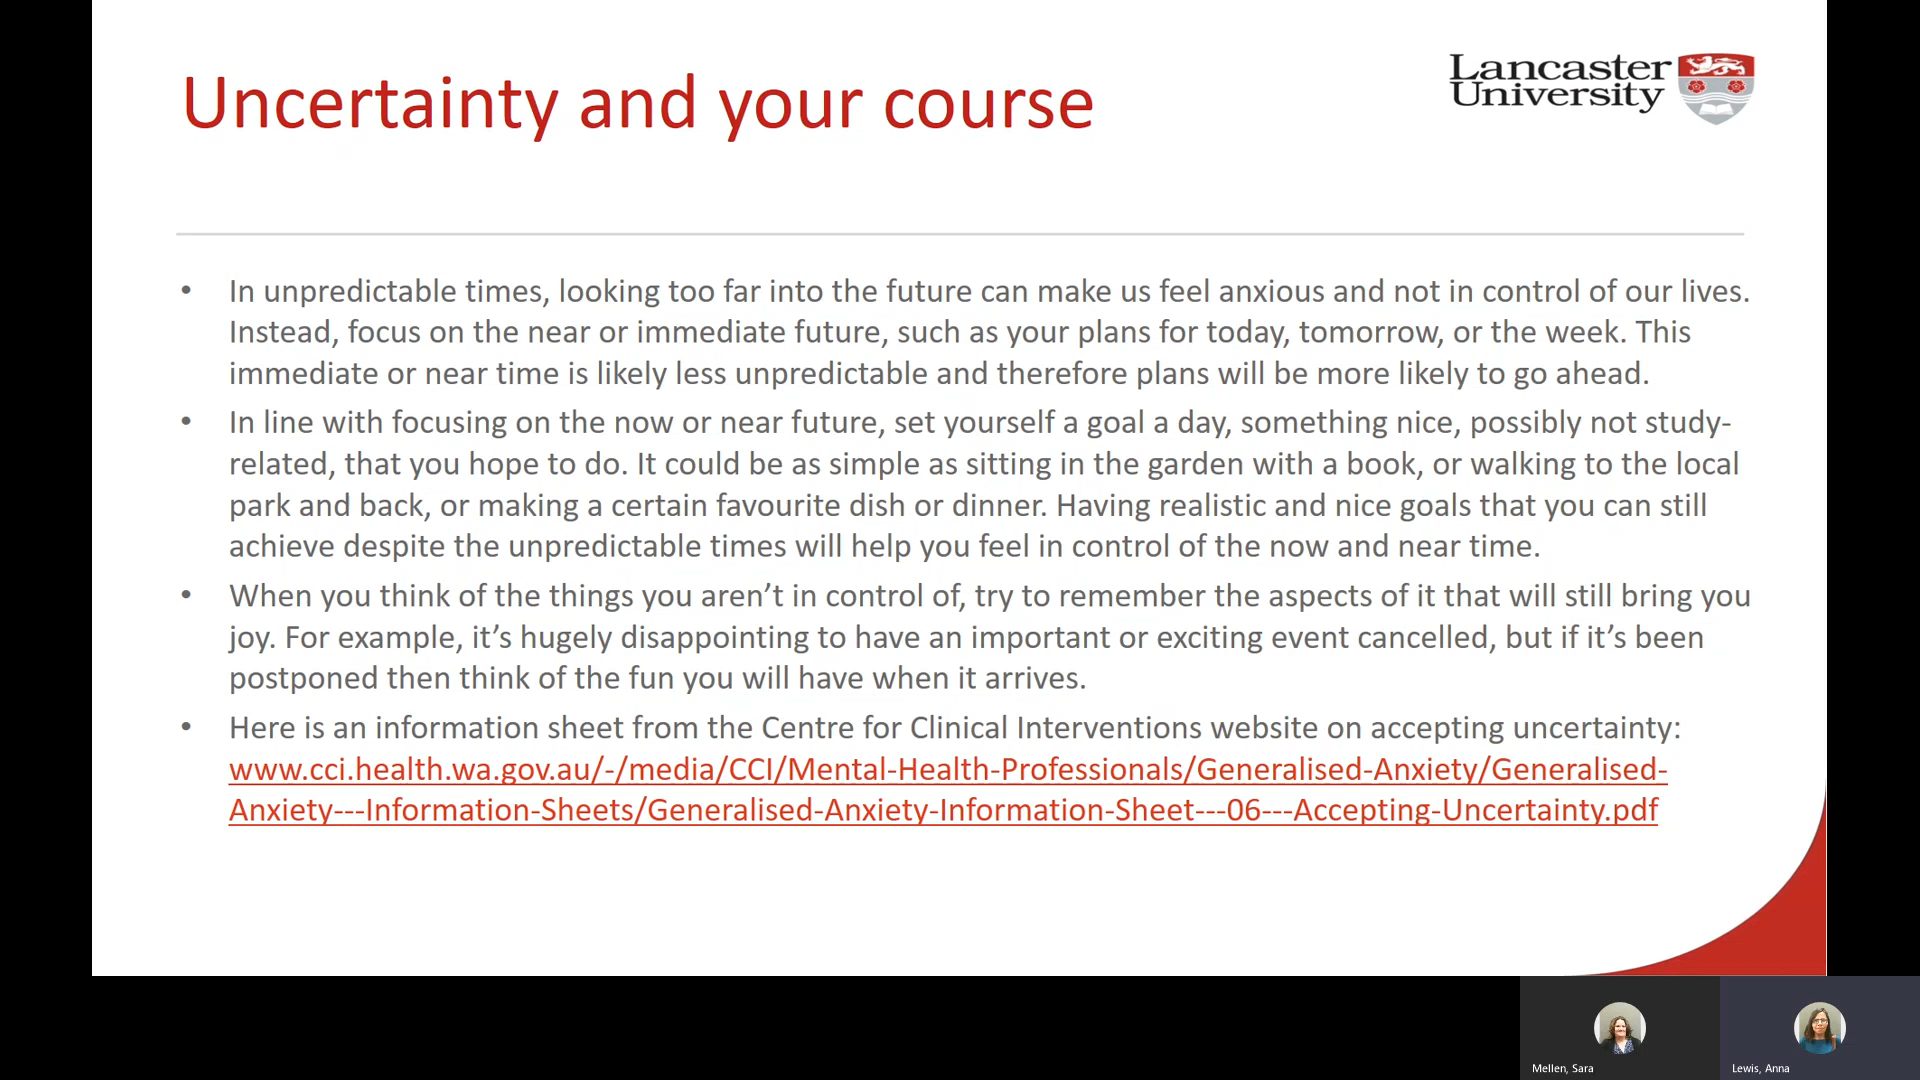 Uncertainty and your course
Lancaster
University
• In unpredictable times, looking too far into the future can make us feel anxious and not in control of our lives.
Instead, focus on the near or immediate future, such as your plans for today, tomorrow, or the week. This
immediate or near time is likely less unpredictable and therefore plans will be more likely to go ahead.
• In line with focusing on the now or near future, set yourself a goal a day, something nice, possibly not study-
related, that you hope to do. It could be as simple as sitting in the garden with a book, or walking to the local
park and back, or making a certain favourite dish or dinner. Having realistic and nice goals that you can still
achieve despite the unpredictable times will help you feel in control of the now and near time.
• When you think of the things you aren’t in control of, try to remember the aspects of it that will still bring you
joy. For example, it’s hugely disappointing to have an important or exciting event cancelled, but if it’s been
postponed then think of the fun you will have when it arrives.
• Here is an information sheet from the Centre for Clinical Interventions website on accepting uncertainty:
www.cci.health.wa.gov.au/-/media/CCI/Mental-Health-Professionals/Generalised-Anxiety/Generalised-
Anxiety---Information-Sheets/Generalised-Anxiety-Information-Sheet---06---Accepting-Uncertainty.pdf
Mellen, Sara
Lewis, Anna